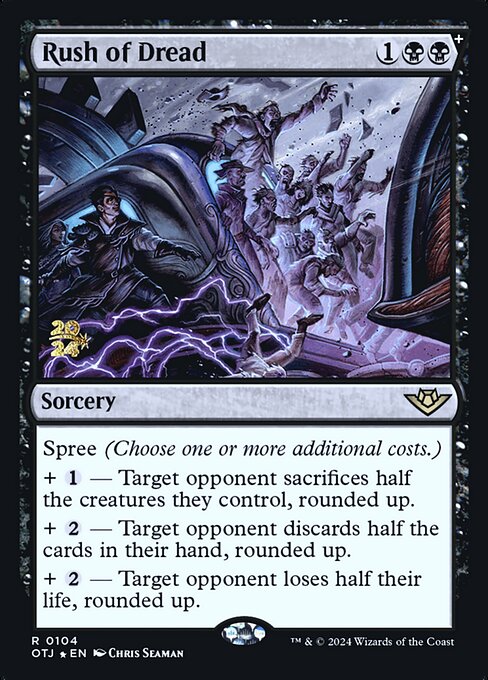 Rush of Dread 1
2024
Sorcery
Spree (Choose one or more additional costs.)
+ 1 — Target opponent sacrifices half
the creatures they control, rounded up.
+ 2 — Target opponent discards half the
cards in their hand, rounded up.
+ 2 — Target opponent loses half their
life, rounded up.
R 0104
OTJ ★ EN Chris Seaman
™ & © 2024 Wizards of the Coast